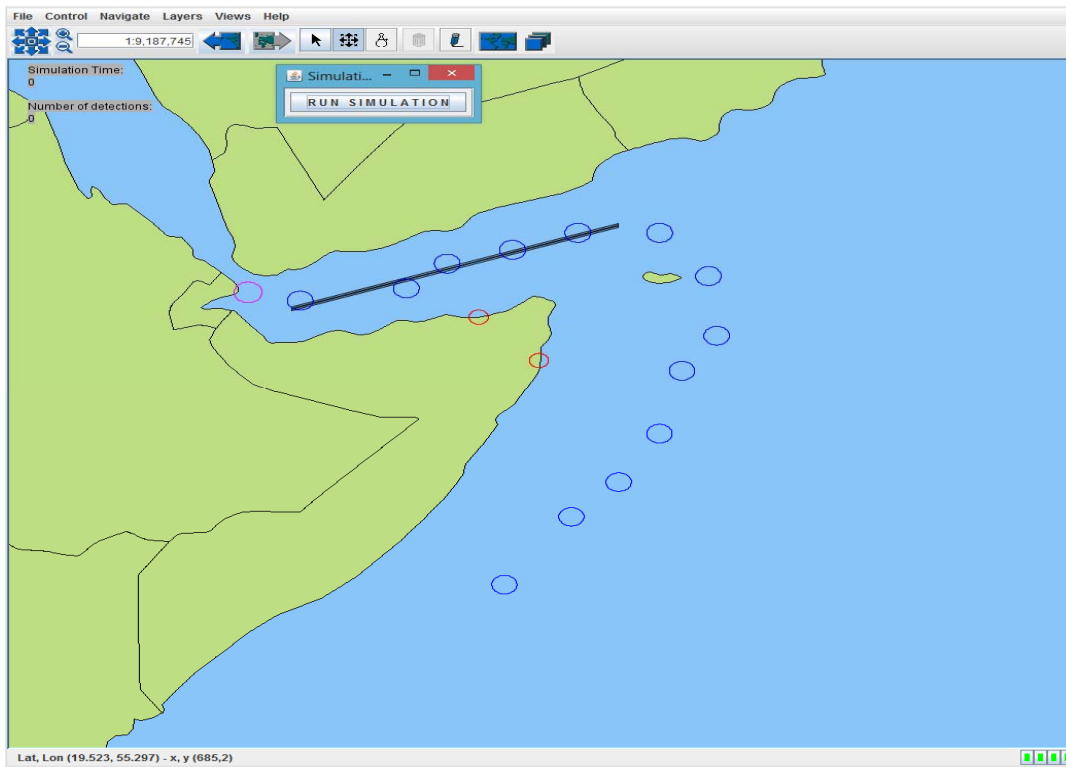 File Control Navigate Layers Views Help
1:9,187,745
Simulation Time:
0
Number of detections:
0
Simulati...
RUN SIMULATION
Lat, Lon (19.523, 55.297) - x, y (685,2)